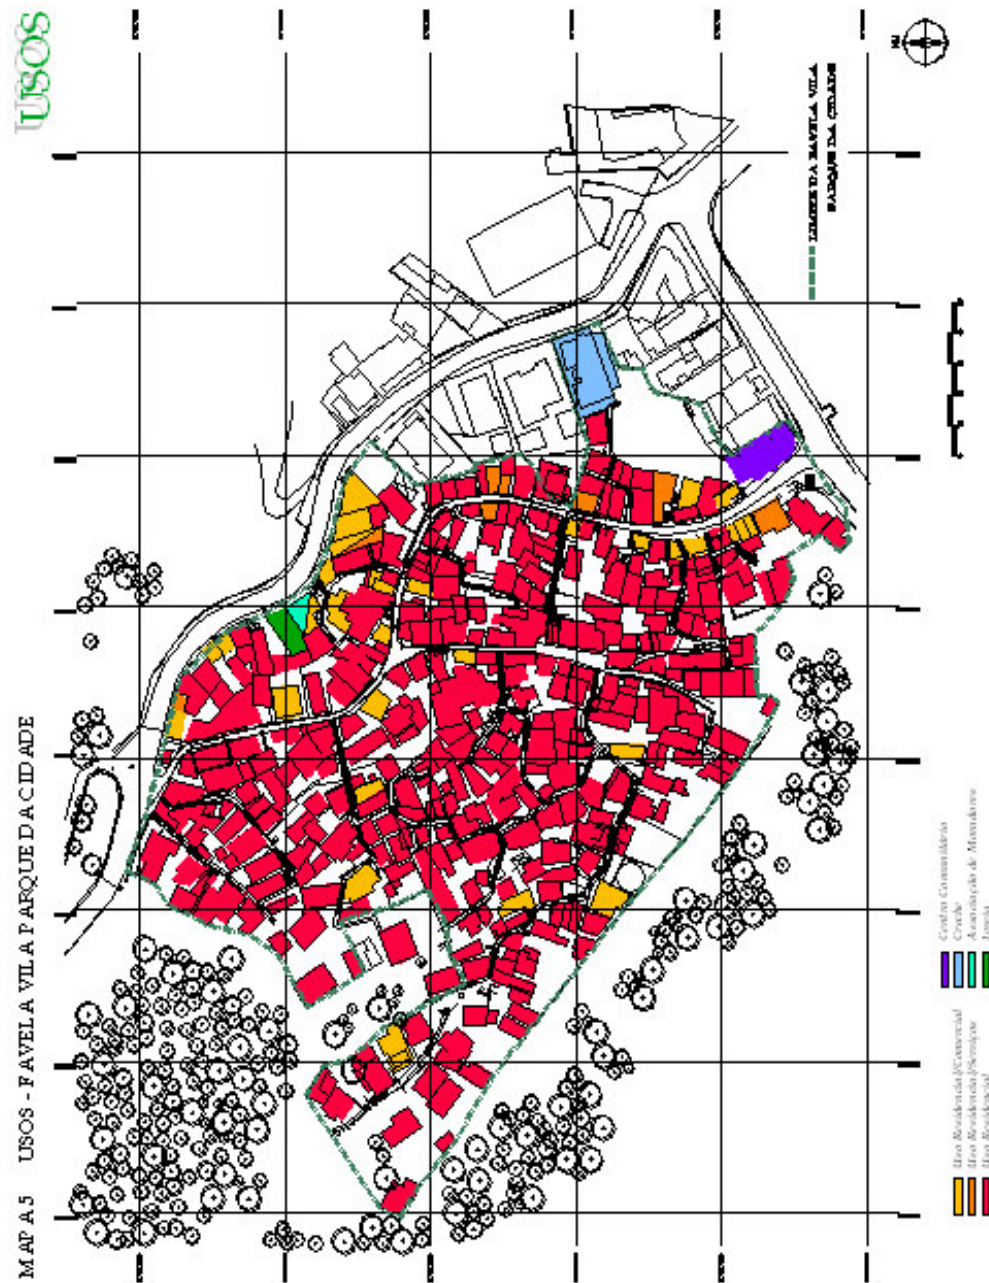 USOS
MAPA 5 USOS - FAVELA VILA PARQUE DA CIDADE
LIMITE DA FAVELA VILA
PARQUE DA CIDADE
N
Uso Residencial/Comercial
Uso Residencial/Serviços
Uso Residencial
Centro Comunitário
Creche
Associação de Moradores
Igreja